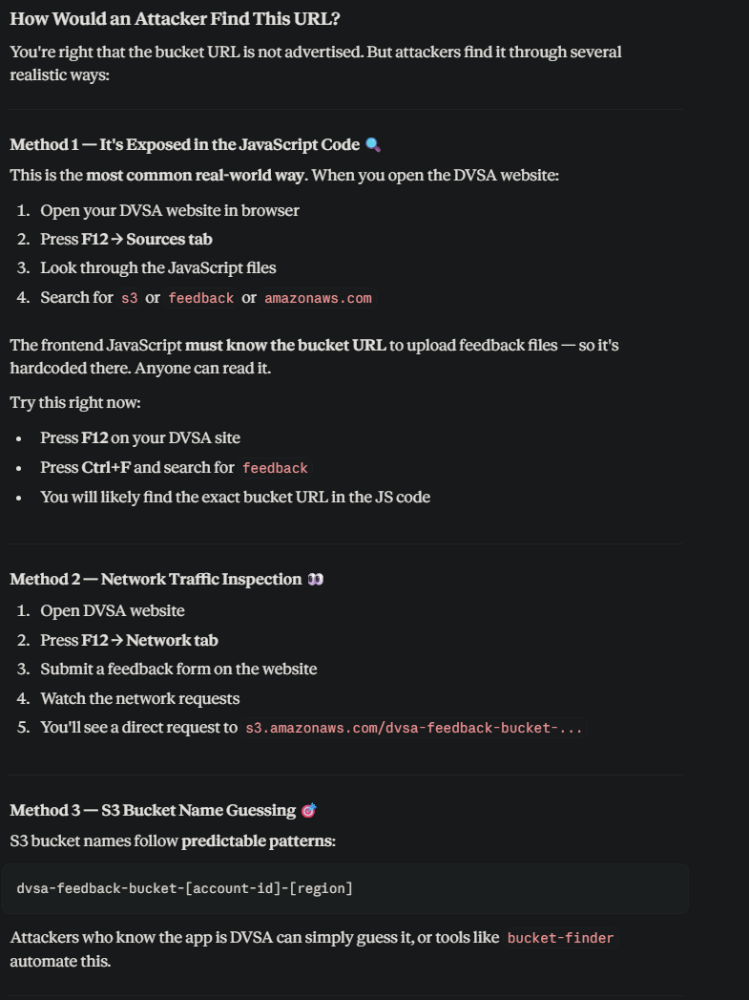 How Would an Attacker Find This URL?
You're right that the bucket URL is not advertised. But attackers find it through several
realistic ways:
Method 1 — It's Exposed in the JavaScript Code 🔍
This is the most common real-world way. When you open the DVSA website:
1. Open your DVSA website in browser
2. Press F12 → Sources tab
3. Look through the JavaScript files
4. Search for s3 or feedback or amazonaws.com
The frontend JavaScript must know the bucket URL to upload feedback files — so it's
hardcoded there. Anyone can read it.
Try this right now:
• Press F12 on your DVSA site
• Press Ctrl+F and search for feedback
• You will likely find the exact bucket URL in the JS code
Method 2 — Network Traffic Inspection 👀
1. Open DVSA website
2. Press F12 → Network tab
3. Submit a feedback form on the website
4. Watch the network requests
5. You'll see a direct request to s3.amazonaws.com/dvsa-feedback-bucket-...
Method 3 — S3 Bucket Name Guessing 🎯
S3 bucket names follow predictable patterns:
dvsa-feedback-bucket-[account-id]-[region]
Attackers who know the app is DVSA can simply guess it, or tools like bucket-finder
automate this.